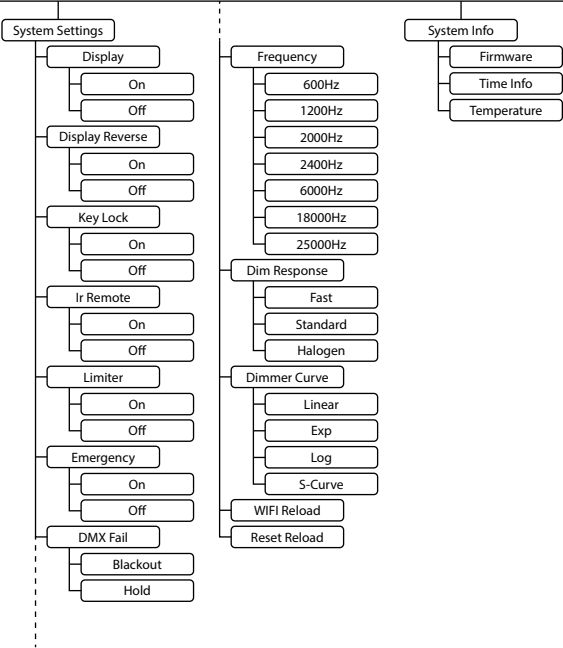 System Settings
Display
On
Off
Display Reverse
On
Off
Key Lock
On
Off
Ir Remote
On
Off
Limiter
On
Off
Emergency
On
Off
DMX Fail
Blackout
Hold
Frequency
600Hz
1200Hz
2000Hz
2400Hz
6000Hz
18000Hz
25000Hz
Dim Response
Fast
Standard
Halogen
Dimmer Curve
Linear
Exp
Log
S-Curve
WIFI Reload
Reset Reload
System Info
Firmware
Time Info
Temperature